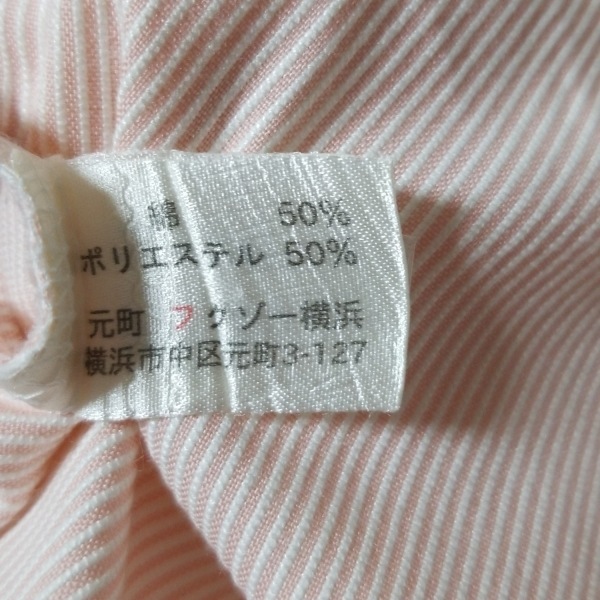 綿 50%
ポリエステル 50%
元町 フクゾー横浜
横浜市中区元町3-127